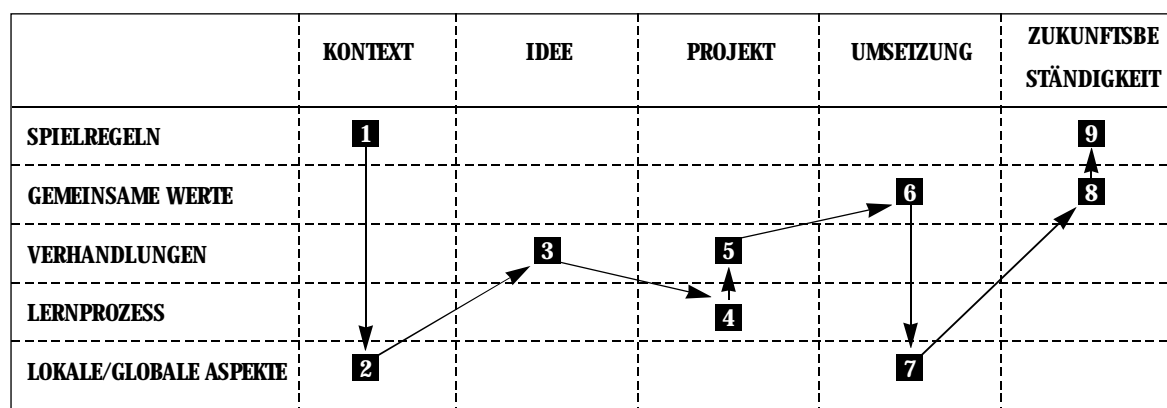 KONTEXT IDEE PROJEKT UMSETZUNG ZUKUNFTSBE
STÄNDIGKEIT
SPIELREGELN 1 9
GEMEINSAME WERTE 6 8
VERHANDLUNGEN 3 5
LERNPROZESS 4
LOKALE/GLOBALE ASPEKTE 2 7